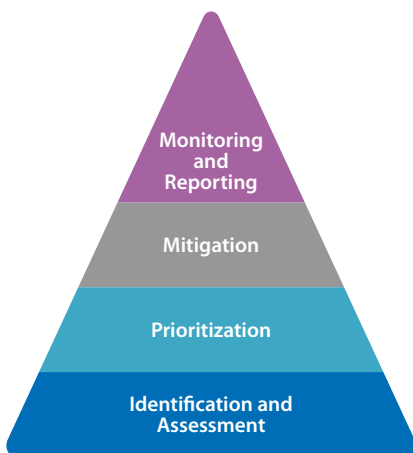 Monitoring
and
Reporting
Mitigation
Prioritization
Identification and
Assessment